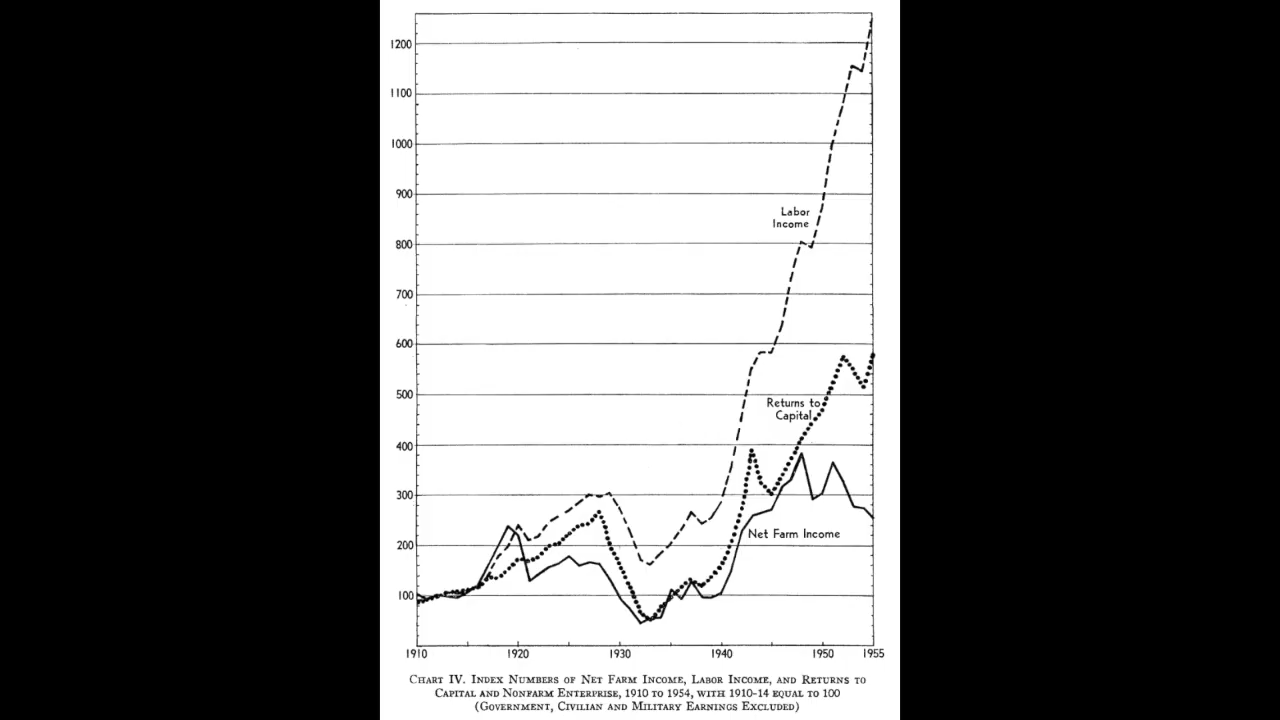 1200
1100
1000
900
Labor
Income
800
700
600
500
Returns to
Capital
400
300
Net Farm Income
200
100
1910 1920 1930 1940 1950 1955
Chart IV. Index Numbers of Net Farm Income, Labor Income, and Returns to
Capital and Nonfarm Enterprise, 1910 to 1954, with 1910-14 equal to 100
(Government, Civilian and Military Earnings Excluded)